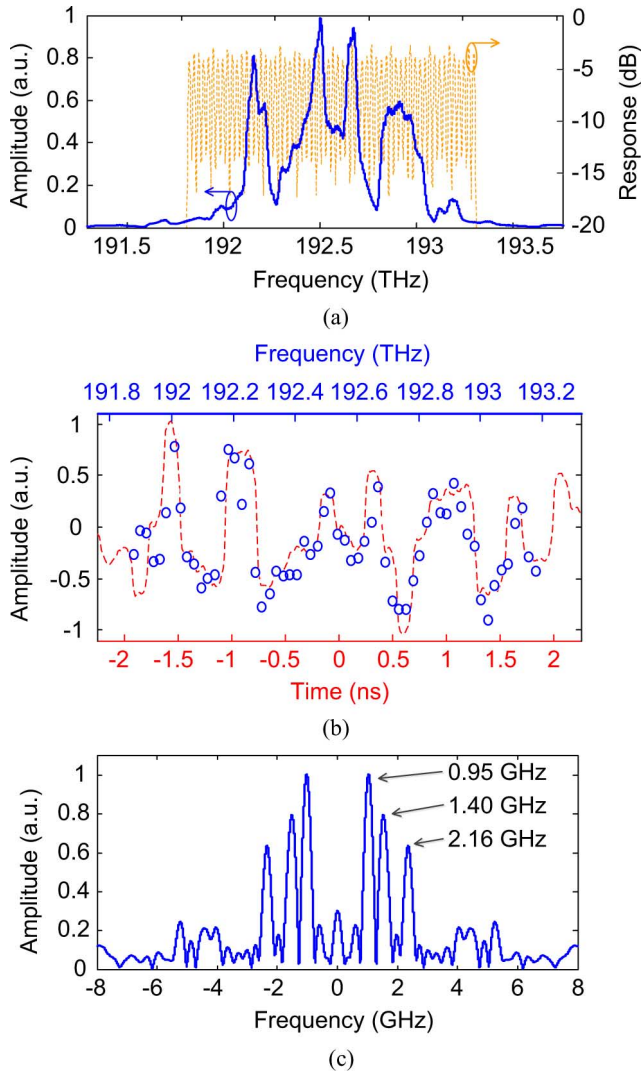 1
0
0.8
-5
0.6
-10
0.4
-15
0.2
-20
0
191.5 192 192.5 193 193.5
Amplitude (a.u.)
Response (dB)
Frequency (THz)
(a)
Frequency (THz)
191.8 192 192.2 192.4 192.6 192.8 193 193.2
1
0.5
0
-0.5
-1
Amplitude (a.u.)
-2 -1.5 -1 -0.5 0 0.5 1 1.5 2
Time (ns)
(b)
1
0.8
0.6
0.4
0.2
0
Amplitude (a.u.)
0.95 GHz
1.40 GHz
2.16 GHz
-8 -6 -4 -2 0 2 4 6 8
Frequency (GHz)
(c)